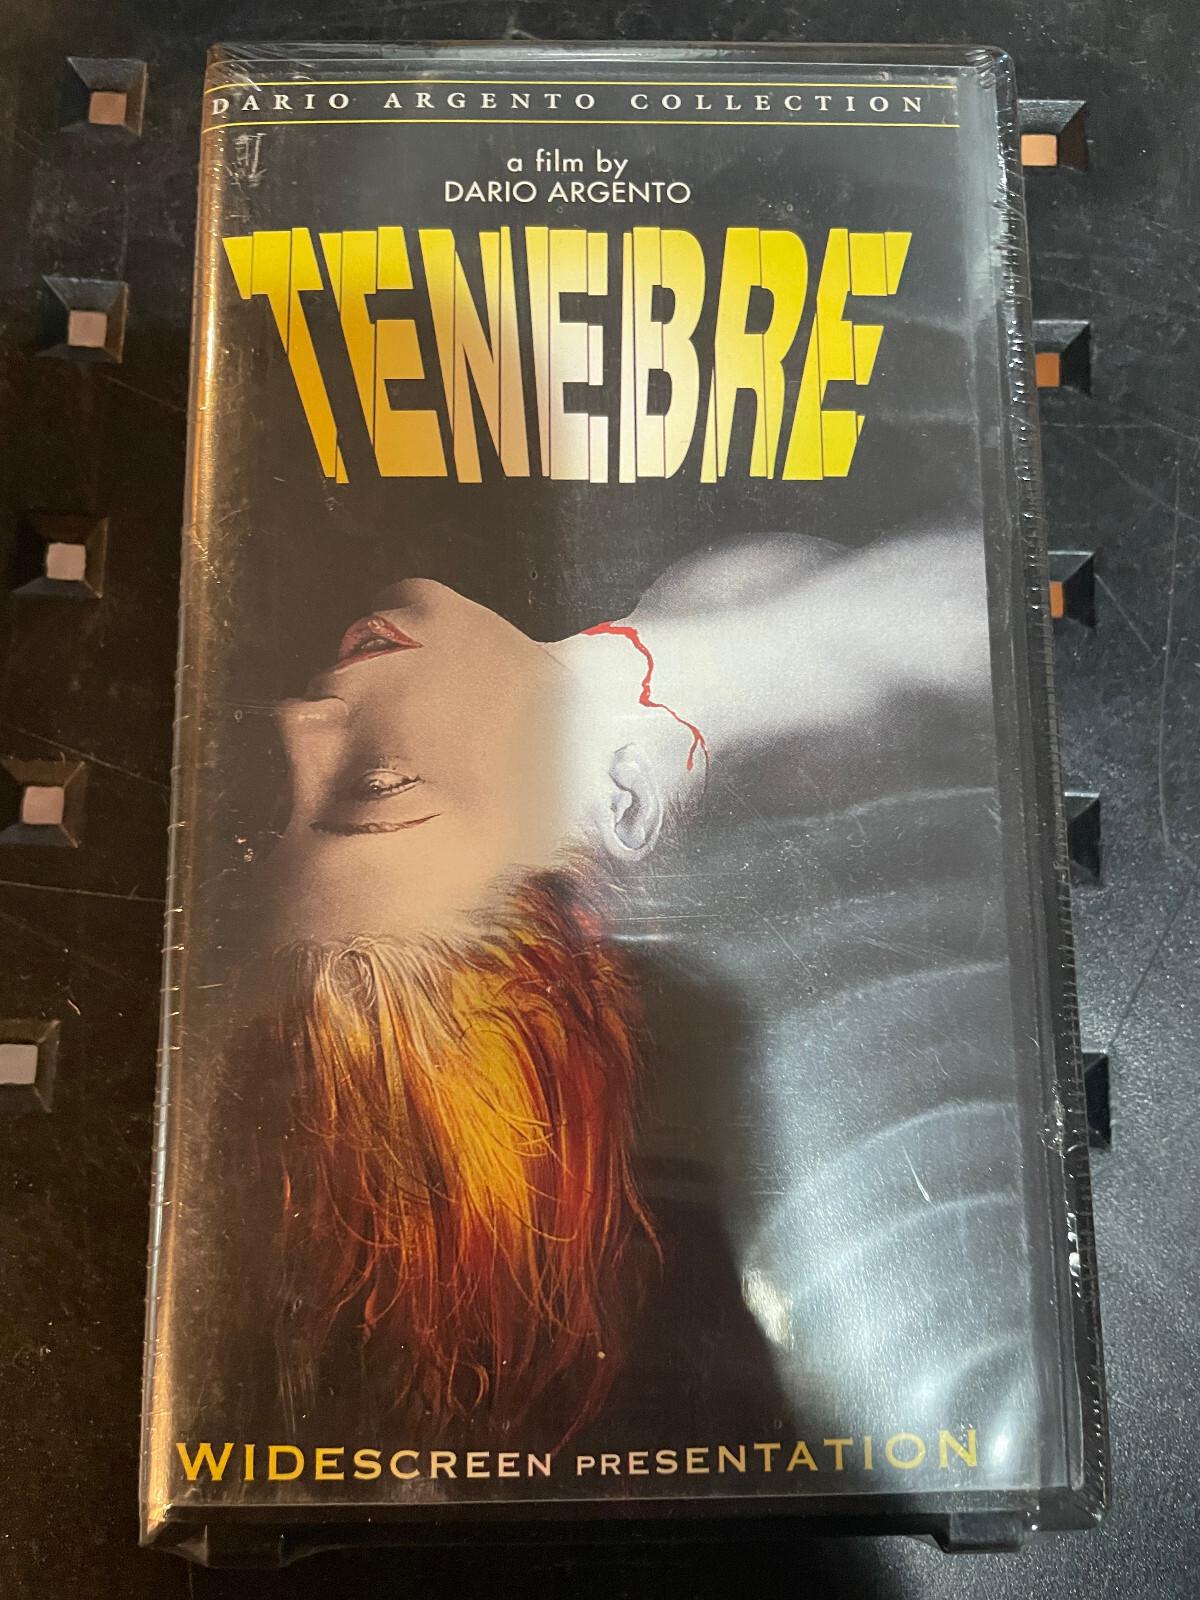 DARIO ARGENTO COLLECTION
a film by
DARIO ARGENTO
TENEBRE
WIDESCREEN PRESENTATION